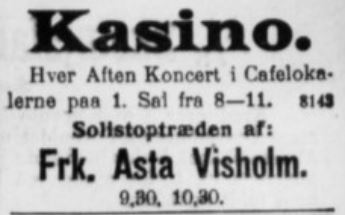 Kasino.
Hver Aften Koncert i Cafeloka-
lerne paa 1. Sal fra 8—11. 8143
Solistoptræden af:
Frk. Asta Visholm.
9,30, 10,30.